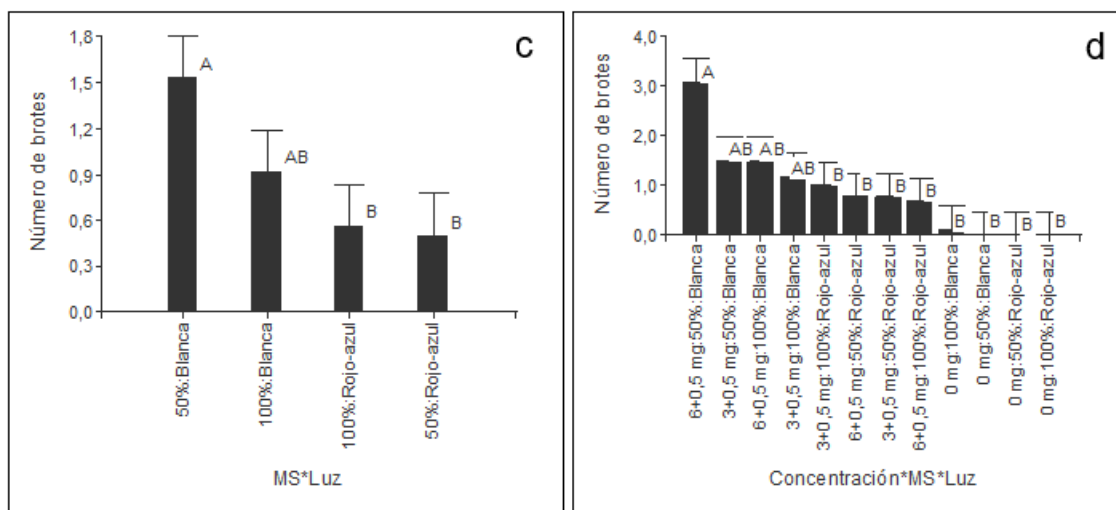 c
Número de brotes
1,8
1,5
1,2
0,9
0,6
0,3
0,0
A
AB
B
B
50%:Blanca
100%:Blanca
100%:Rojo-azul
50%:Rojo-azul
MS*Luz
d
Número de brotes
4,0
3,0
2,0
1,0
0,0
A
AB
AB
AB
B
B
B
B
B
B
B
B
6+0,5 mg:50%:Blanca
3+0,5 mg:50%:Blanca
6+0,5 mg:100%:Blanca
3+0,5 mg:100%:Blanca
3+0,5 mg:100%:Rojo-azul
6+0,5 mg:50%:Rojo-azul
3+0,5 mg:50%:Rojo-azul
6+0,5 mg:100%:Rojo-azul
0 mg:100%:Blanca
0 mg:50%:Blanca
0 mg:50%:Rojo-azul
0 mg:100%:Rojo-azul
Concentración*MS*Luz